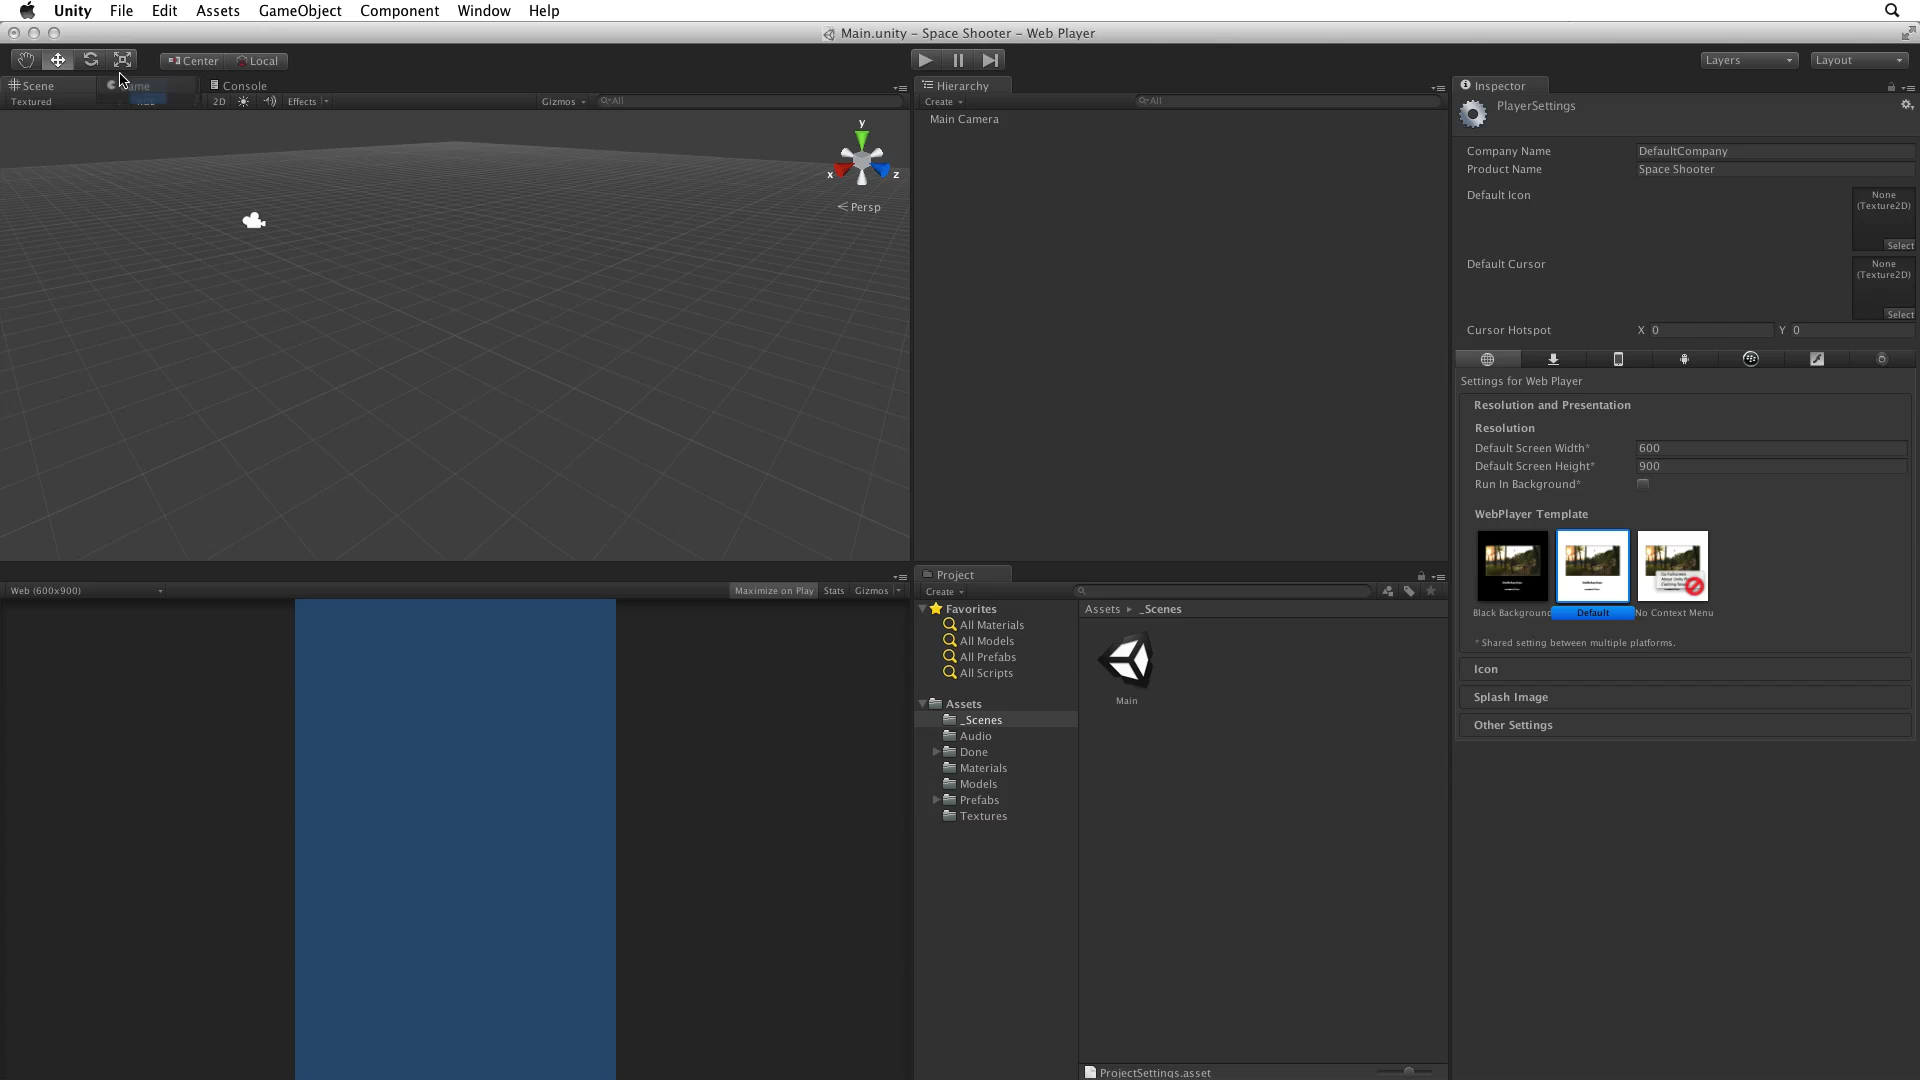 Unity File Edit Assets GameObject Component Window Help
Main.unity – Space Shooter – Web Player
Center Local
Layers Layout
Scene Console
Textured 2D Effects Gizmos All
x y z
Persp
Hierarchy
Create All
Main Camera
Inspector
PlayerSettings
Company Name DefaultCompany
Product Name Space Shooter
Default Icon None
(Texture2D)
Select
Default Cursor None
(Texture2D)
Select
Cursor Hotspot X 0 Y 0
Settings for Web Player
Resolution and Presentation
Resolution
Default Screen Width* 600
Default Screen Height* 900
Run In Background*
WebPlayer Template
Black Background Default No Context Menu
* Shared setting between multiple platforms.
Icon
Splash Image
Other Settings
Web (600x900) Maximize on Play Stats Gizmos
Project
Create
Favorites
All Materials
All Models
All Prefabs
All Scripts
Assets
_Scenes
Audio
Done
Materials
Models
Prefabs
Textures
Assets ▸ _Scenes
Main
ProjectSettings.asset